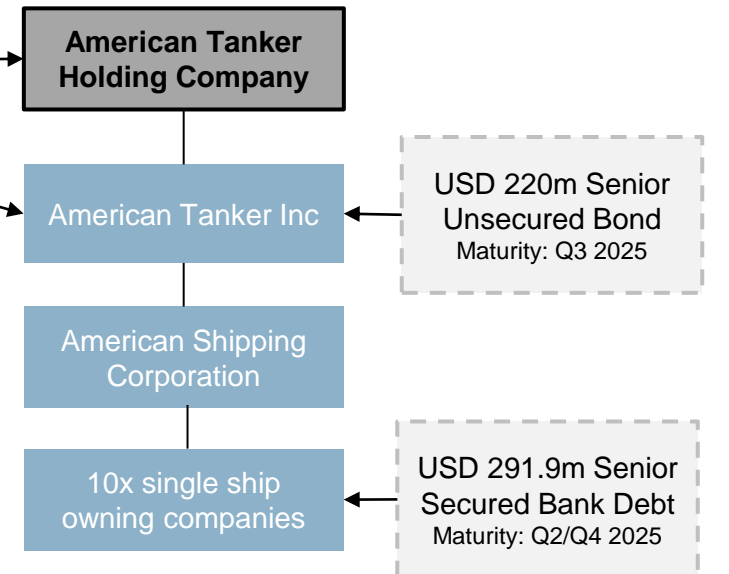 American Tanker
Holding Company
American Tanker Inc
USD 220m Senior
Unsecured Bond
Maturity: Q3 2025
American Shipping
Corporation
10x single ship
owning companies
USD 291.9m Senior
Secured Bank Debt
Maturity: Q2/Q4 2025